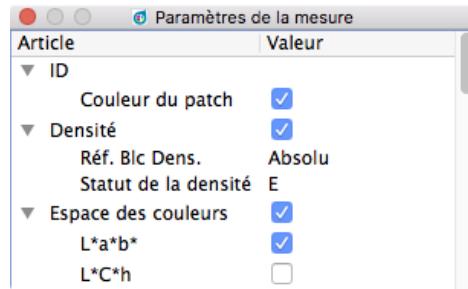 Paramètres de la mesure
Article Valeur
ID
Couleur du patch
Densité
Réf. Blc Dens. Absolu
Statut de la densité E
Espace des couleurs
L*a*b*
L*C*h